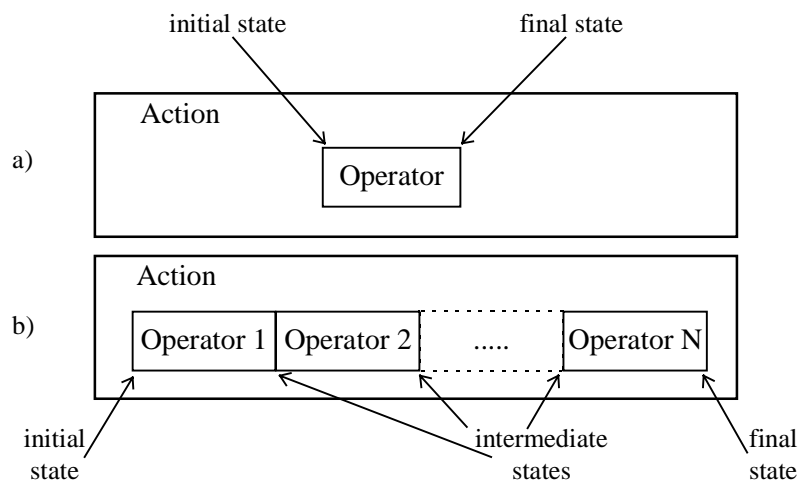 initial state
final state
Action
a)
Operator
Action
b)
Operator 1
Operator 2
.....
Operator N
initial
state
intermediate
states
final
state